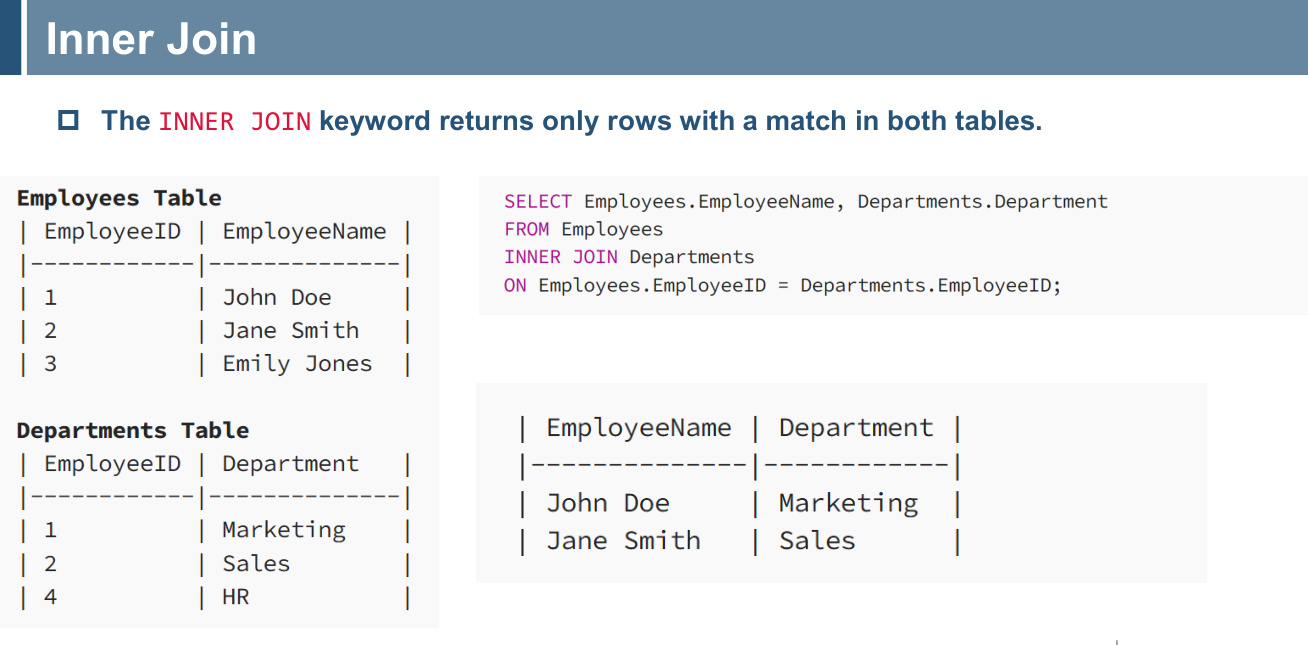 Inner Join
The INNER JOIN keyword returns only rows with a match in both tables.
Employees Table
| EmployeeID | EmployeeName |
|------------|--------------|
| 1 | John Doe |
| 2 | Jane Smith |
| 3 | Emily Jones |
Departments Table
| EmployeeID | Department |
|------------|--------------|
| 1 | Marketing |
| 2 | Sales |
| 4 | HR |
SELECT Employees.EmployeeName, Departments.Department
FROM Employees
INNER JOIN Departments
ON Employees.EmployeeID = Departments.EmployeeID;
| EmployeeName | Department |
|--------------|------------|
| John Doe | Marketing |
| Jane Smith | Sales |